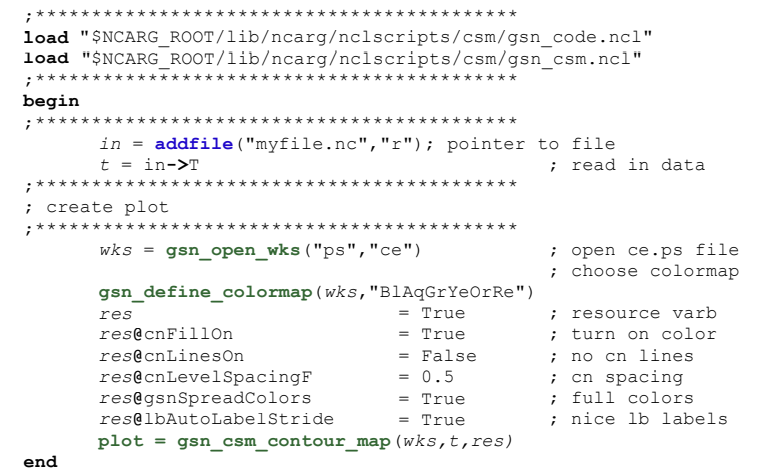 ;*******************************************
load "$NCARG_ROOT/lib/ncarg/nclscripts/csm/gsn_code.ncl"
load "$NCARG_ROOT/lib/ncarg/nclscripts/csm/gsn_csm.ncl"
;*******************************************
begin
;*******************************************
in = addfile("myfile.nc","r"); pointer to file
t = in->T ; read in data
;*******************************************
; create plot
;*******************************************
wks = gsn_open_wks("ps","ce") ; open ce.ps file
; choose colormap
gsn_define_colormap(wks,"BlAqGrYeOrRe")
res = True ; resource varb
res@cnFillOn = True ; turn on color
res@cnLinesOn = False ; no cn lines
res@cnLevelSpacingF = 0.5 ; cn spacing
res@gsnSpreadColors = True ; full colors
res@lbAutoLabelStride = True ; nice lb labels
plot = gsn_csm_contour_map(wks,t,res)
end